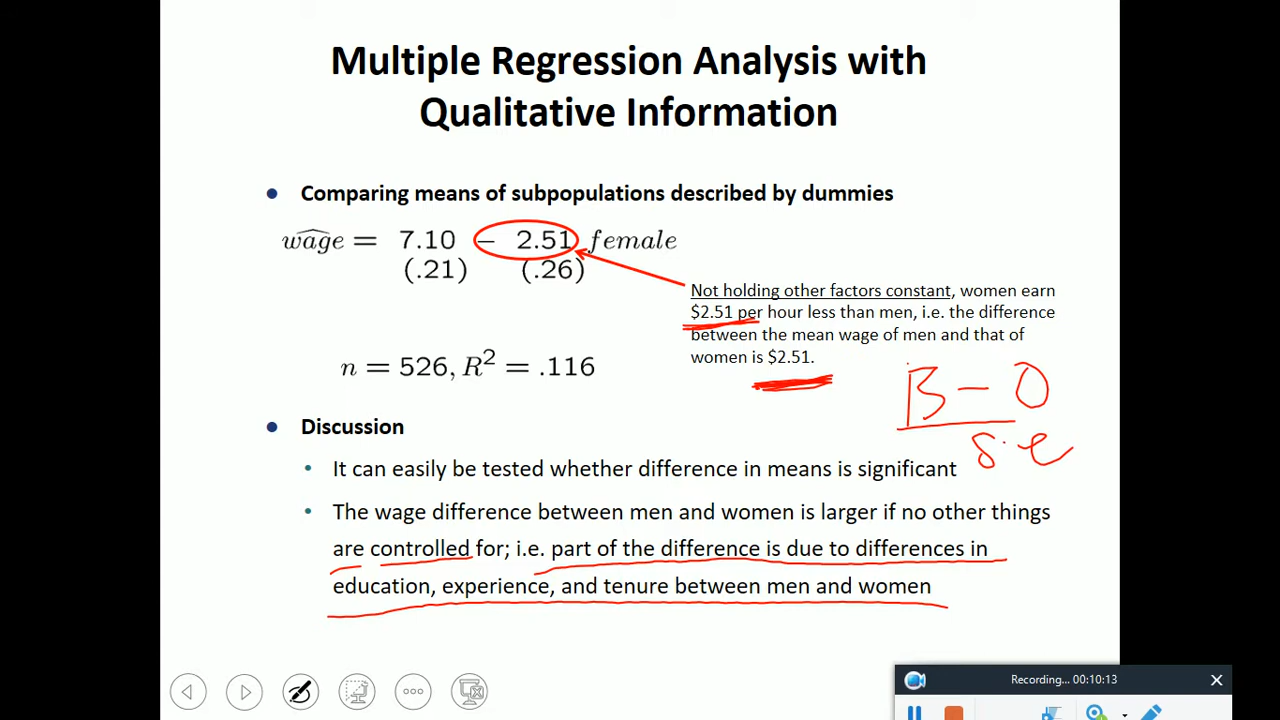 Multiple Regression Analysis with
Qualitative Information
● Comparing means of subpopulations described by dummies
\widehat{wage} = 7.10 − 2.51 female
(.21) (.26)
Not holding other factors constant, women earn
$2.51 per hour less than men, i.e. the difference
between the mean wage of men and that of
women is $2.51.
n = 526, R² = .116
B − 0
s.e
● Discussion
• It can easily be tested whether difference in means is significant
• The wage difference between men and women is larger if no other things
are controlled for; i.e. part of the difference is due to differences in
education, experience, and tenure between men and women
Recording... 00:10:13